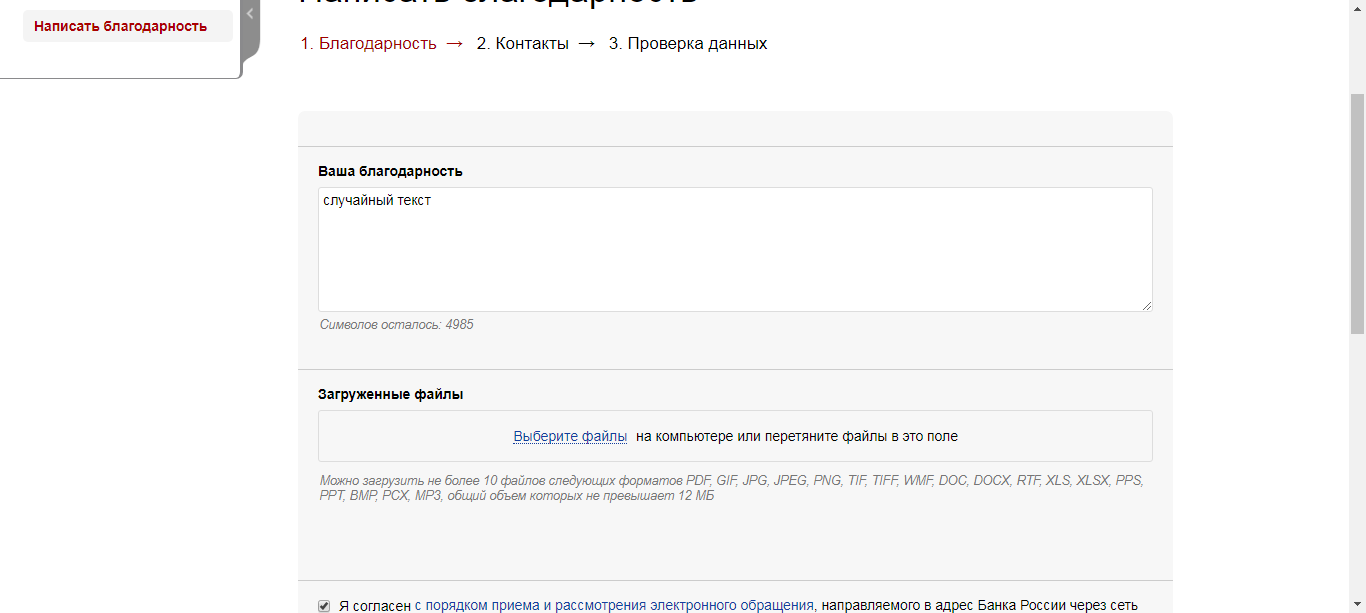 Написать благодарность
Написать благодарность
1. Благодарность → 2. Контакты → 3. Проверка данных
Ваша благодарность
случайный текст
Символов осталось: 4985
Загруженные файлы
Выберите файлы на компьютере или перетяните файлы в это поле
Можно загрузить не более 10 файлов следующих форматов PDF, GIF, JPG, JPEG, PNG, TIF, TIFF, WMF, DOC, DOCX, RTF, XLS, XLSX, PPS,
PPT, BMP, PCX, MP3, общий объем которых не превышает 12 МБ
Я согласен с порядком приема и рассмотрения электронного обращения, направляемого в адрес Банка России через сеть